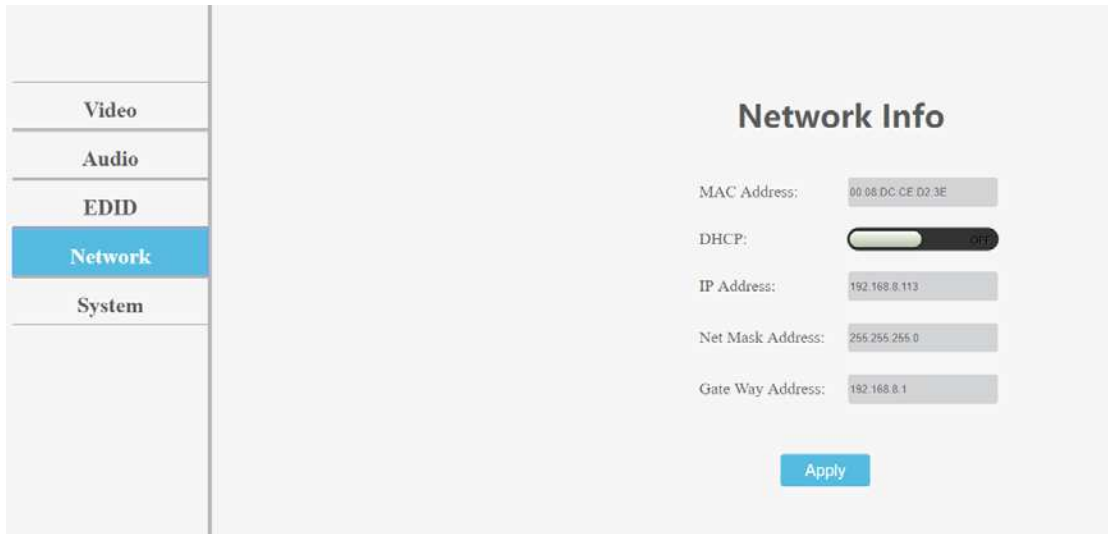 Video
Audio
EDID
Network
System
Network Info
MAC Address: 00:08:DC:CE:D2:3E
DHCP: OFF
IP Address: 192.168.8.113
Net Mask Address: 255.255.255.0
Gate Way Address: 192.168.8.1
Apply